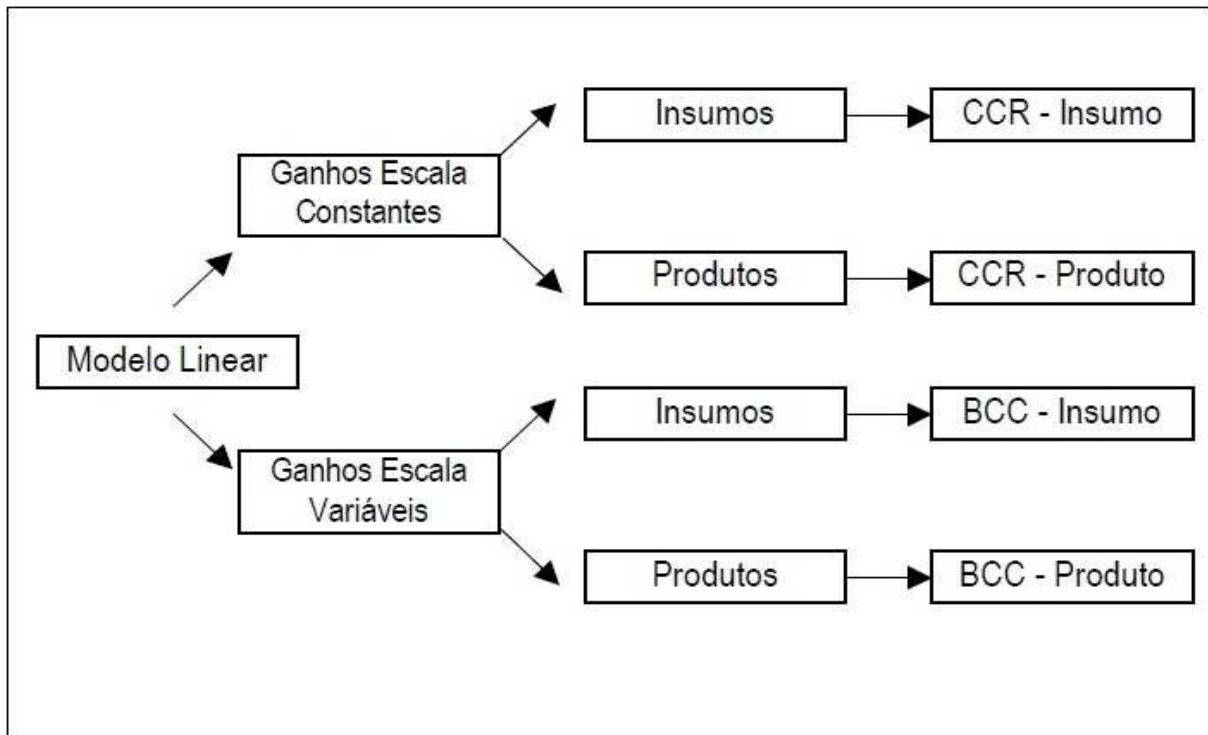 Insumos
CCR - Insumo
Ganhos Escala
Constantes
Produtos
CCR - Produto
Modelo Linear
Insumos
BCC - Insumo
Ganhos Escala
Variáveis
Produtos
BCC - Produto